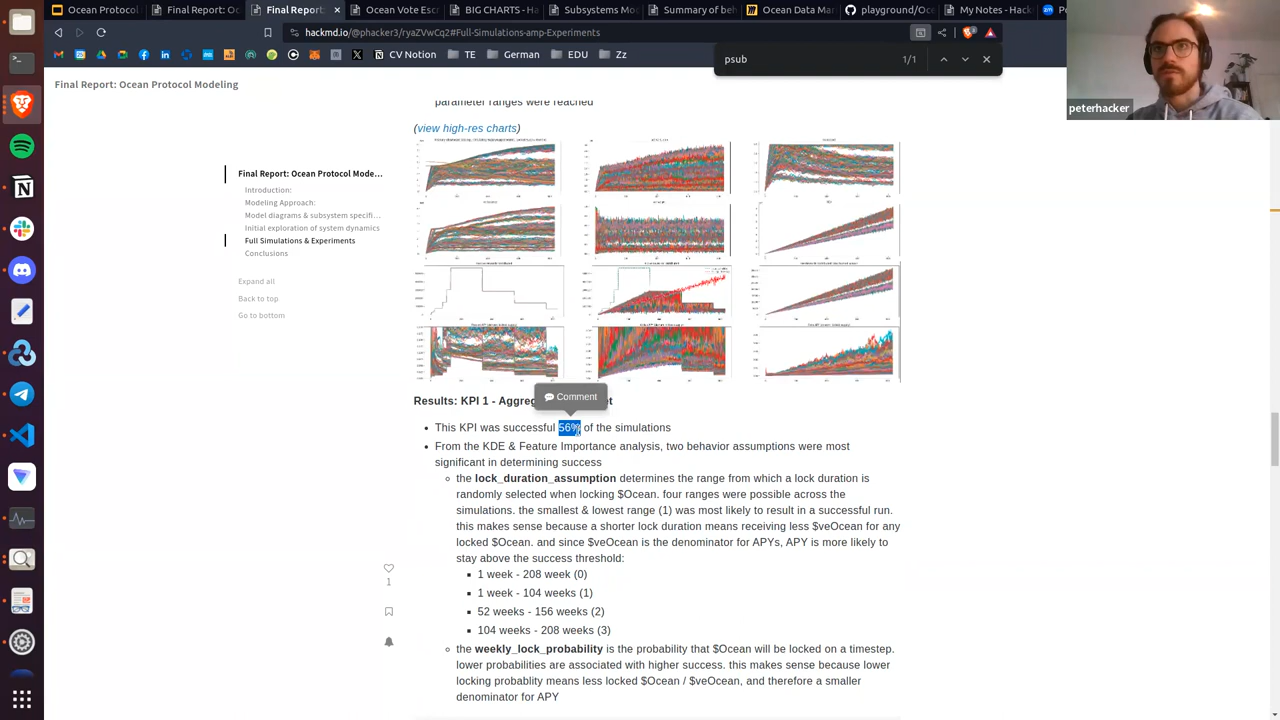 Ocean Protocol
Final Report: Oc
Final Report:
Ocean Vote Esc
BIG CHARTS - Ha
Subsystems Mo
Summary of beh
Ocean Data Mar
playground/Oc
My Notes - Hack
hackmd.io/@phacker3/ryaZVwCq2#Full-Simulations-amp-Experiments
CV Notion
TE
German
EDU
Zz
psub
1/1
Final Report: Ocean Protocol Modeling
peterhacker
parameter ranges were reached
(view high-res charts)
Final Report: Ocean Protocol Mode...
Introduction:
Modeling Approach:
Model diagrams & subsystem specifi...
Initial exploration of system dynamics
Full Simulations & Experiments
Conclusions
Expand all
Back to top
Go to bottom
Comment
Results: KPI 1 - Aggre
et
This KPI was successful 56% of the simulations
From the KDE & Feature Importance analysis, two behavior assumptions were most
significant in determining success
the lock_duration_assumption determines the range from which a lock duration is
randomly selected when locking $Ocean. four ranges were possible across the
simulations. the smallest & lowest range (1) was most likely to result in a successful run.
this makes sense because a shorter lock duration means receiving less $veOcean for any
locked $Ocean. and since $veOcean is the denominator for APYs, APY is more likely to
stay above the success threshold:
1 week - 208 week (0)
1 week - 104 weeks (1)
52 weeks - 156 weeks (2)
104 weeks - 208 weeks (3)
the weekly_lock_probability is the probability that $Ocean will be locked on a timestep.
lower probabilities are associated with higher success. this makes sense because lower
locking probablity means less locked $Ocean / $veOcean, and therefore a smaller
denominator for APY
1